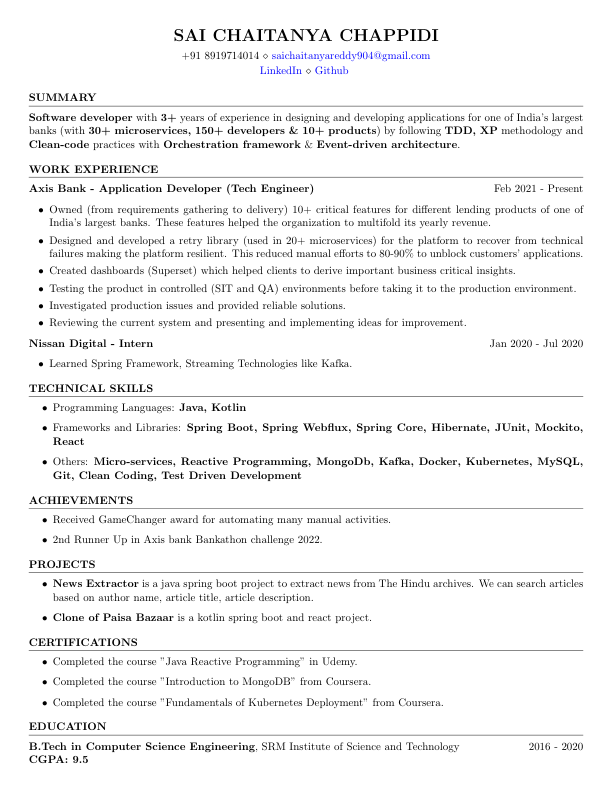 SAI CHAITANYA CHAPPIDI
+91 8919714014 ⋄ saichaitanyareddy904@gmail.com
LinkedIn ⋄ Github
SUMMARY
Software developer with 3+ years of experience in designing and developing applications for one of India's largest
banks (with 30+ microservices, 150+ developers & 10+ products) by following TDD, XP methodology and
Clean-code practices with Orchestration framework & Event-driven architecture.
WORK EXPERIENCE
Axis Bank - Application Developer (Tech Engineer) Feb 2021 - Present
• Owned (from requirements gathering to delivery) 10+ critical features for different lending products of one of
India's largest banks. These features helped the organization to multifold its yearly revenue.
• Designed and developed a retry library (used in 20+ microservices) for the platform to recover from technical
failures making the platform resilient. This reduced manual efforts to 80-90% to unblock customers' applications.
• Created dashboards (Superset) which helped clients to derive important business critical insights.
• Testing the product in controlled (SIT and QA) environments before taking it to the production environment.
• Investigated production issues and provided reliable solutions.
• Reviewing the current system and presenting and implementing ideas for improvement.
Nissan Digital - Intern Jan 2020 - Jul 2020
• Learned Spring Framework, Streaming Technologies like Kafka.
TECHNICAL SKILLS
• Programming Languages: Java, Kotlin
• Frameworks and Libraries: Spring Boot, Spring Webflux, Spring Core, Hibernate, JUnit, Mockito,
React
• Others: Micro-services, Reactive Programming, MongoDb, Kafka, Docker, Kubernetes, MySQL,
Git, Clean Coding, Test Driven Development
ACHIEVEMENTS
• Received GameChanger award for automating many manual activities.
• 2nd Runner Up in Axis bank Bankathon challenge 2022.
PROJECTS
• News Extractor is a java spring boot project to extract news from The Hindu archives. We can search articles
based on author name, article title, article description.
• Clone of Paisa Bazaar is a kotlin spring boot and react project.
CERTIFICATIONS
• Completed the course ”Java Reactive Programming” in Udemy.
• Completed the course ”Introduction to MongoDB” from Coursera.
• Completed the course ”Fundamentals of Kubernetes Deployment” from Coursera.
EDUCATION
B.Tech in Computer Science Engineering, SRM Institute of Science and Technology 2016 - 2020
CGPA: 9.5